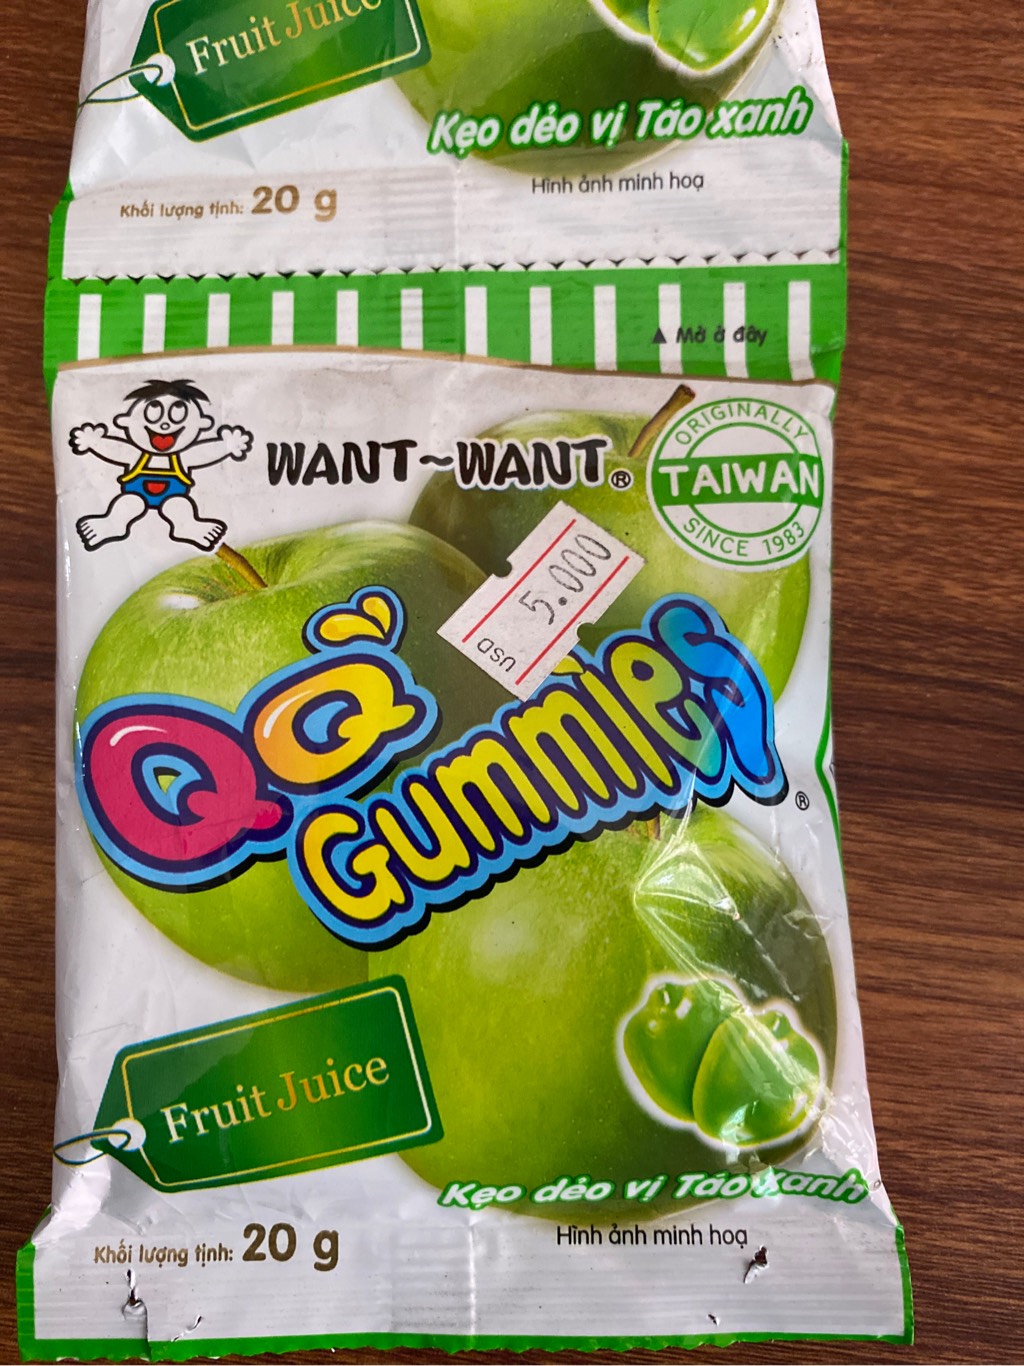 Fruit Juice
Kẹo dẻo vị Táo xanh
Hình ảnh minh hoạ
Khối lượng tịnh: 20 g
▲ Mở ở đây
WANT~WANT®
ORIGINALLY
TAIWAN
SINCE 1983
5.000
USD
QQ
Gummies®
Fruit Juice
Kẹo dẻo vị Táo xanh
Hình ảnh minh hoạ
Khối lượng tịnh: 20 g